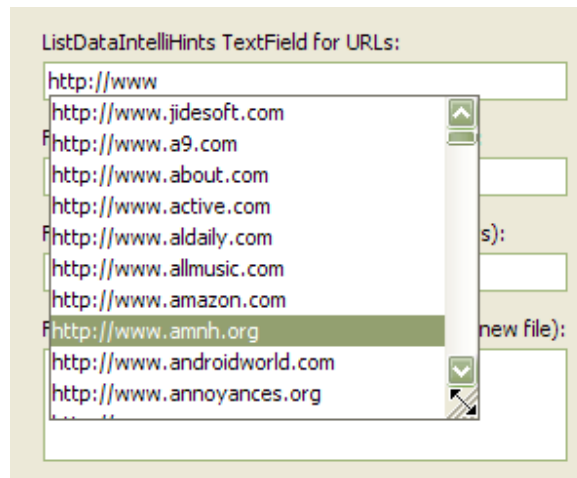 ListDataIntelliHints TextField for URLs:
http://www
http://www.jidesoft.com
F
http://www.a9.com
http://www.about.com
http://www.active.com
F
http://www.aldaily.com
s):
http://www.allmusic.com
http://www.amazon.com
F
http://www.amnh.org
new file):
http://www.androidworld.com
http://www.annoyances.org